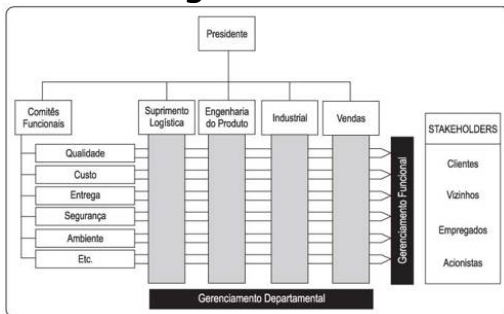 Presidente
Comitês
Funcionais
Suprimento
Logística
Engenharia
do Produto
Industrial
Vendas
Qualidade
Custo
Entrega
Segurança
Ambiente
Etc.
Gerenciamento Funcional
STAKEHOLDERS
Clientes
Vizinhos
Empregados
Acionistas
Gerenciamento Departamental